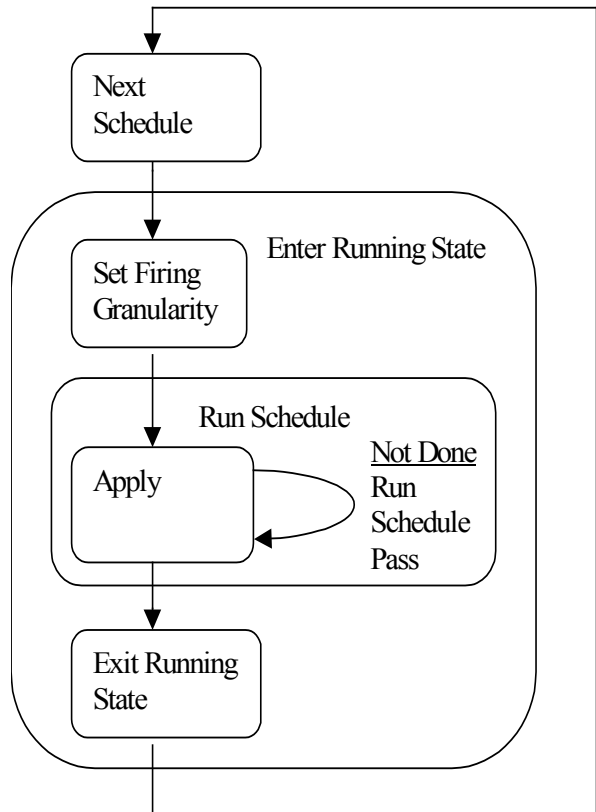 Next
Schedule
Enter Running State
Set Firing
Granularity
Run Schedule
Apply
Not Done
Run
Schedule
Pass
Exit Running
State